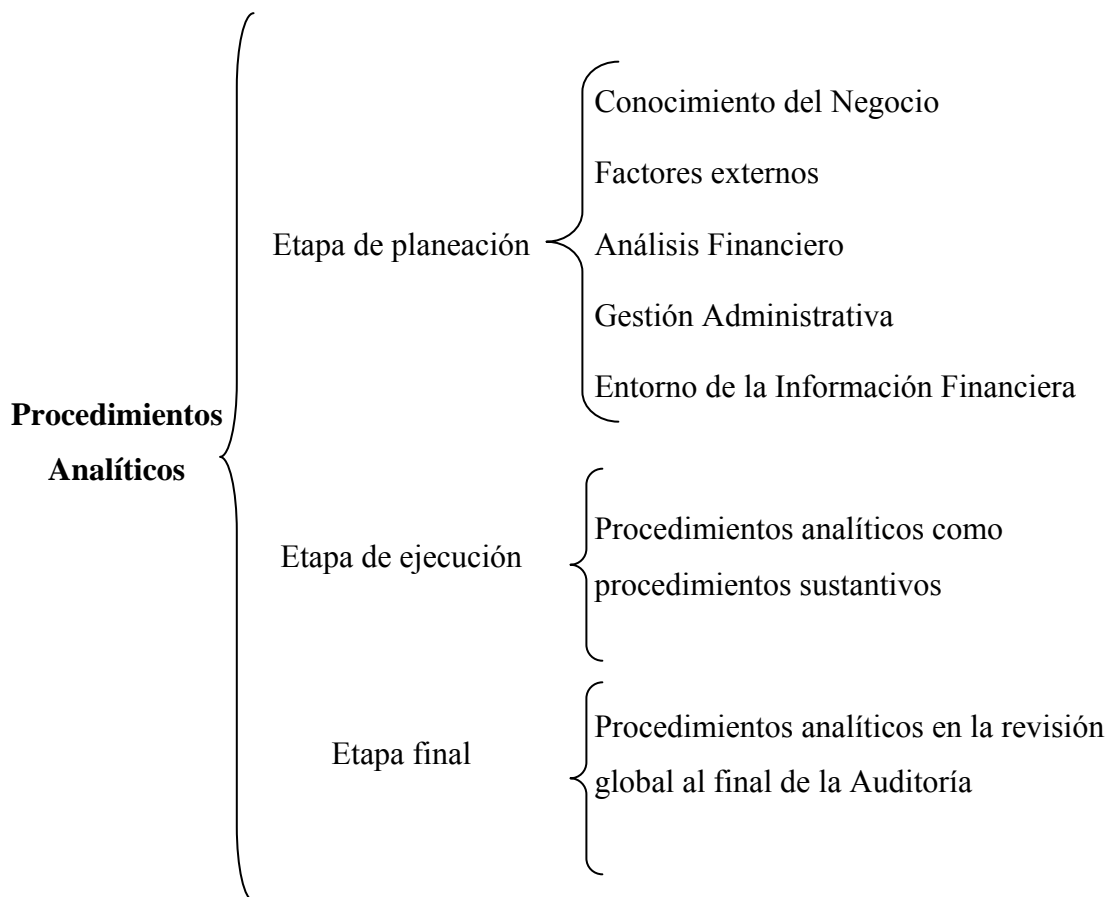 Procedimientos
Analíticos
Etapa de planeación
Conocimiento del Negocio
Factores externos
Análisis Financiero
Gestión Administrativa
Entorno de la Información Financiera
Etapa de ejecución
Procedimientos analíticos como
procedimientos sustantivos
Etapa final
Procedimientos analíticos en la revisión
global al final de la Auditoría